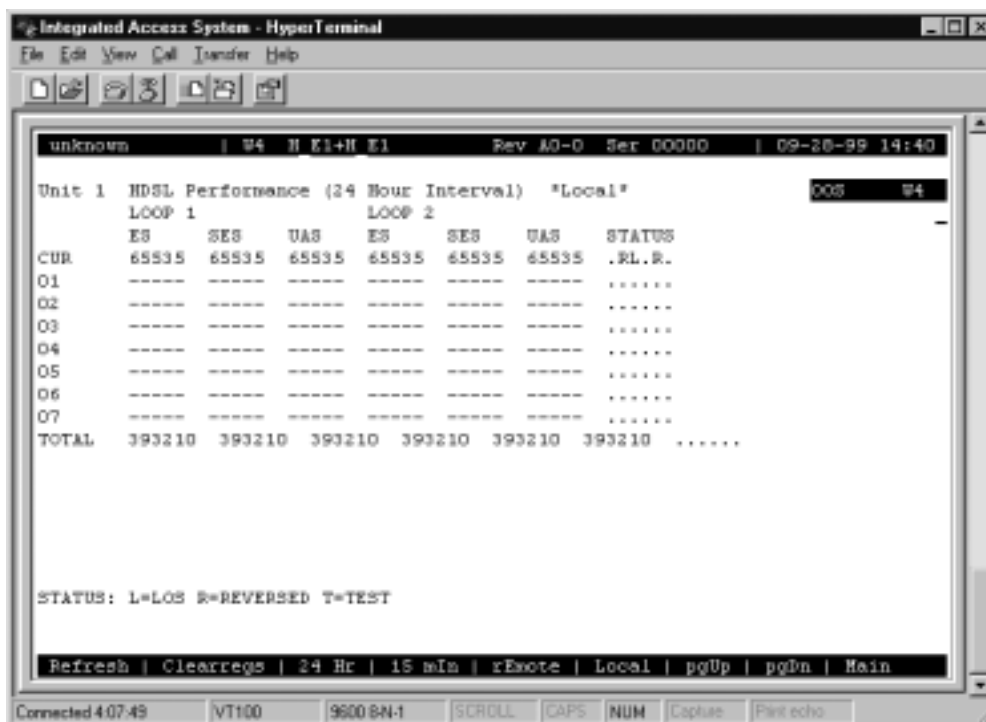 Integrated Access System - HyperTerminal
File Edit View Call Transfer Help
unknown | W4 H E1+H E1 Rev A0-0 Ser 00000 | 09-28-99 14:40
Unit 1 HDSL Performance (24 Hour Interval) *Local* OOS W4
LOOP 1 LOOP 2
ES SES UAS ES SES UAS STATUS
CUR 65535 65535 65535 65535 65535 65535 .RL.R.
01 ----- ----- ----- ----- ----- ----- ......
02 ----- ----- ----- ----- ----- ----- ......
03 ----- ----- ----- ----- ----- ----- ......
04 ----- ----- ----- ----- ----- ----- ......
05 ----- ----- ----- ----- ----- ----- ......
06 ----- ----- ----- ----- ----- ----- ......
07 ----- ----- ----- ----- ----- ----- ......
TOTAL 393210 393210 393210 393210 393210 393210 ......
STATUS: L=LOS R=REVERSED T=TEST
Refresh | Clearregs | 24 Hr | 15 mIn | rEmote | Local | pgUp | pgDn | Main
Connected 4:07:49 VT100 9600 8-N-1 SCROLL CAPS NUM Capture Print echo